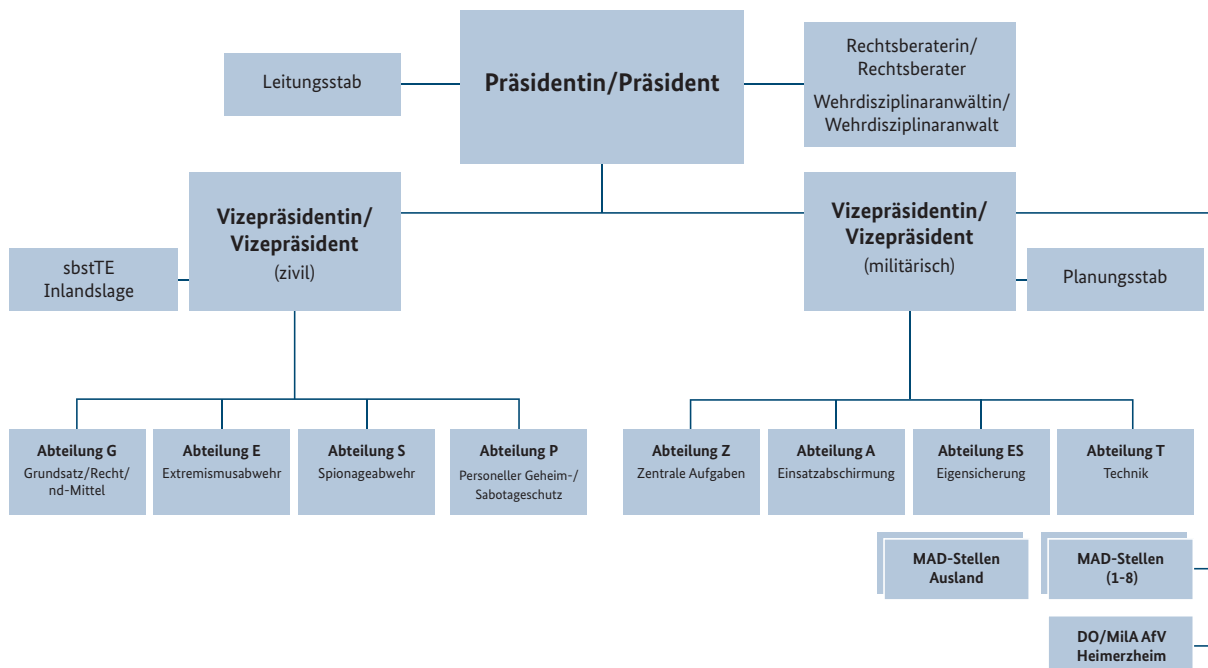 Präsidentin/Präsident
Leitungsstab
Rechtsberaterin/
Rechtsberater
Wehrdisziplinaranwältin/
Wehrdisziplinaranwalt
Vizepräsidentin/
Vizepräsident
(zivil)
sbstTE
Inlandslage
Vizepräsidentin/
Vizepräsident
(militärisch)
Planungsstab
Abteilung G
Grundsatz/Recht/
nd-Mittel
Abteilung E
Extremismusabwehr
Abteilung S
Spionageabwehr
Abteilung P
Personeller Geheim-/
Sabotageschutz
Abteilung Z
Zentrale Aufgaben
Abteilung A
Einsatzabschirmung
Abteilung ES
Eigensicherung
Abteilung T
Technik
MAD-Stellen
Ausland
MAD-Stellen
(1-8)
DO/MilA AfV
Heimerzheim